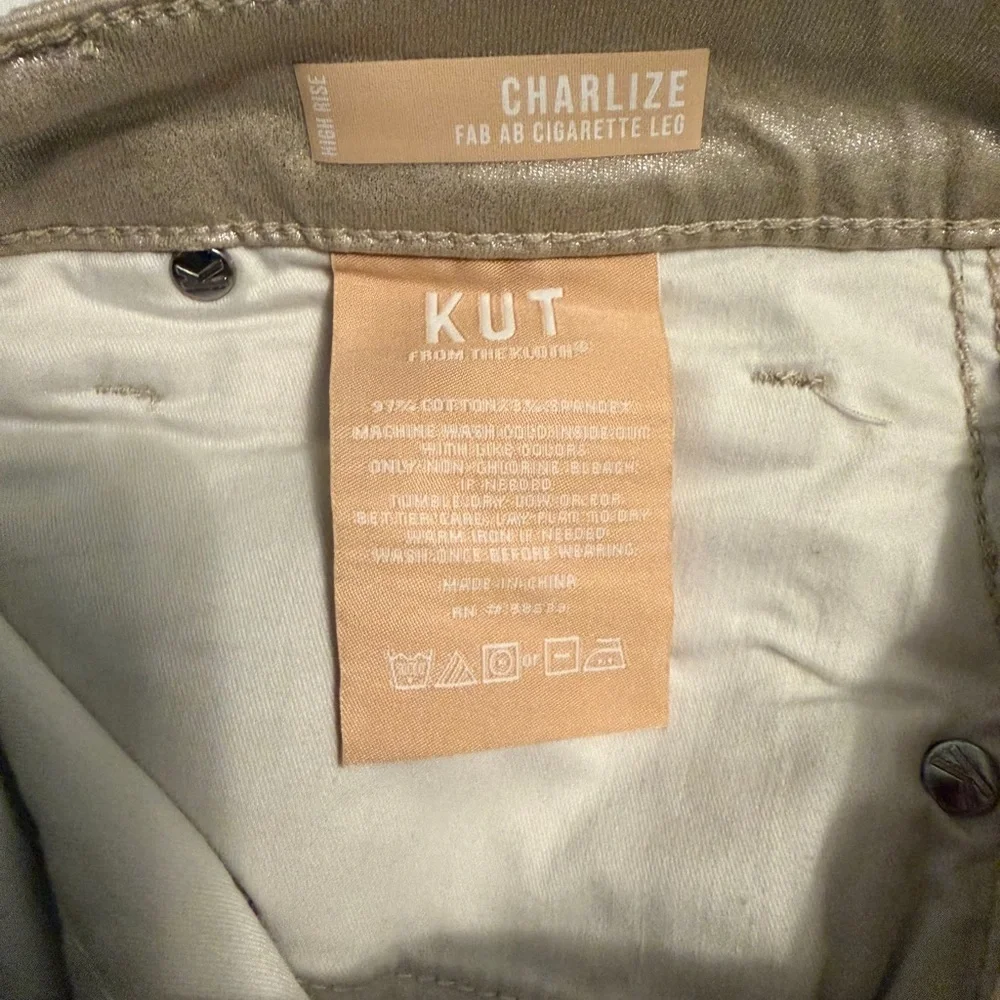 HIGH RISE
CHARLIZE
FAB AB CIGARETTE LEG
KUT
FROM THE KLOTH®
97% COTTON/3% SPANDEX
MACHINE WASH COLD INSIDE OUT
WITH LIKE COLORS
ONLY NON-CHLORINE BLEACH
IF NEEDED
TUMBLE DRY LOW OR FOR
BETTER CARE, LAY FLAT TO DRY
WARM IRON IF NEEDED
WASH ONCE BEFORE WEARING
MADE IN CHINA
RN #
or